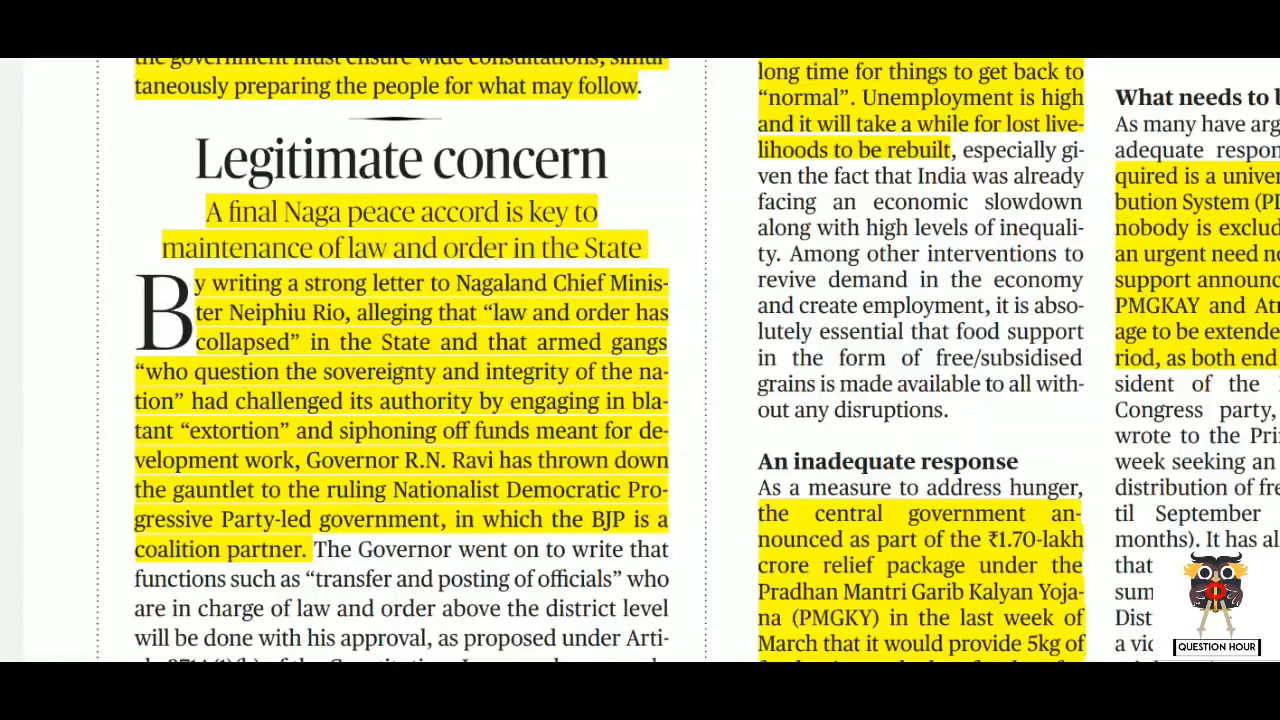 the government must ensure wide consultations, simul-
taneously preparing the people for what may follow.
Legitimate concern
A final Naga peace accord is key to
maintenance of law and order in the State
By writing a strong letter to Nagaland Chief Minis-
ter Neiphiu Rio, alleging that “law and order has
collapsed” in the State and that armed gangs
“who question the sovereignty and integrity of the na-
tion” had challenged its authority by engaging in bla-
tant “extortion” and siphoning off funds meant for de-
velopment work, Governor R.N. Ravi has thrown down
the gauntlet to the ruling Nationalist Democratic Pro-
gressive Party-led government, in which the BJP is a
coalition partner. The Governor went on to write that
functions such as “transfer and posting of officials” who
are in charge of law and order above the district level
will be done with his approval, as proposed under Arti-
long time for things to get back to
“normal”. Unemployment is high
and it will take a while for lost live-
lihoods to be rebuilt, especially gi-
ven the fact that India was already
facing an economic slowdown
along with high levels of inequali-
ty. Among other interventions to
revive demand in the economy
and create employment, it is abso-
lutely essential that food support
in the form of free/subsidised
grains is made available to all with-
out any disruptions.
An inadequate response
As a measure to address hunger,
the central government an-
nounced as part of the ₹1.70-lakh
crore relief package under the
Pradhan Mantri Garib Kalyan Yoja-
na (PMGKY) in the last week of
March that it would provide 5kg of
What needs to
As many have
adequate
quired is a
bution System
nobody is
an urgent need
support
PMGKAY and
age to be
riod, as both end
sident of the
Congress party,
wrote to the
week seeking an
distribution of
til September
months). It has
that
sum
Dist
a
QUESTION HOUR